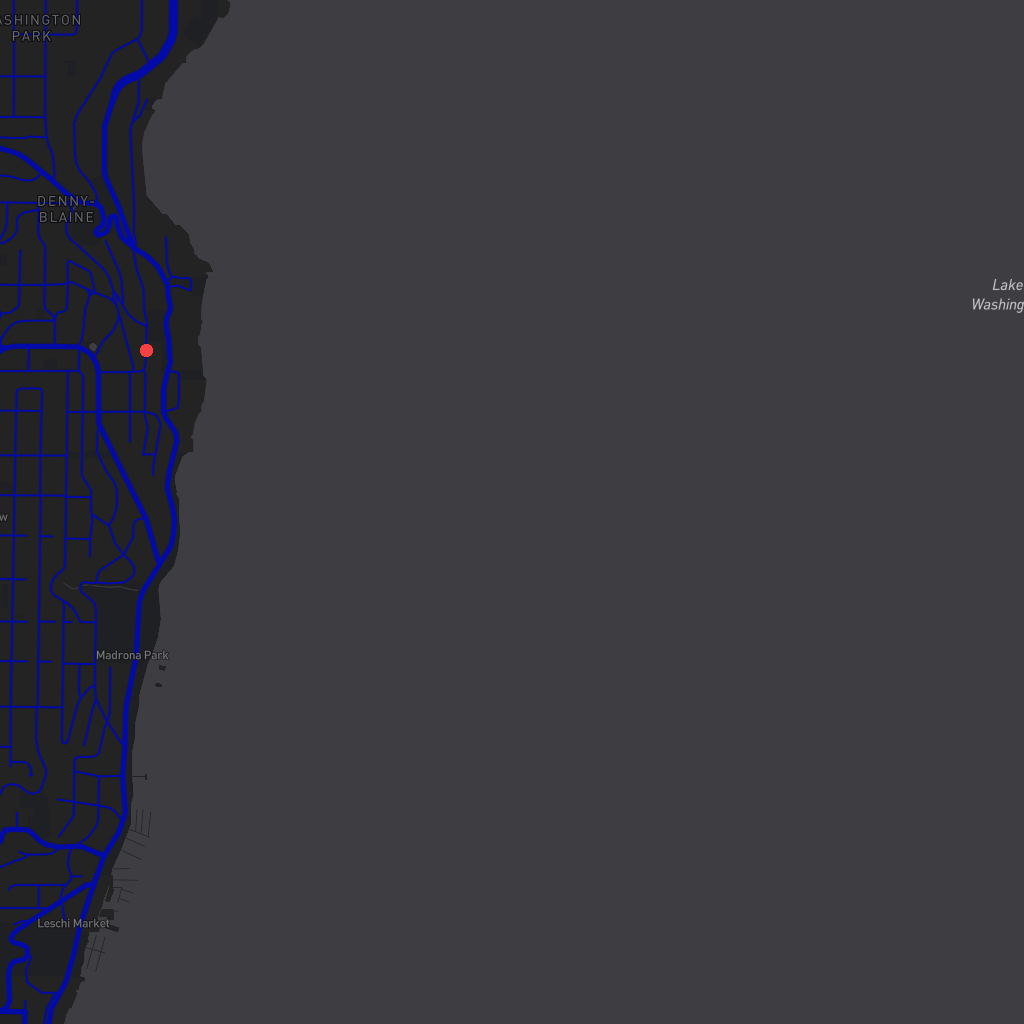 ASHINGTON
PARK
DENNY-
BLAINE
Lake
Washing
w
Madrona Park
Leschi Market